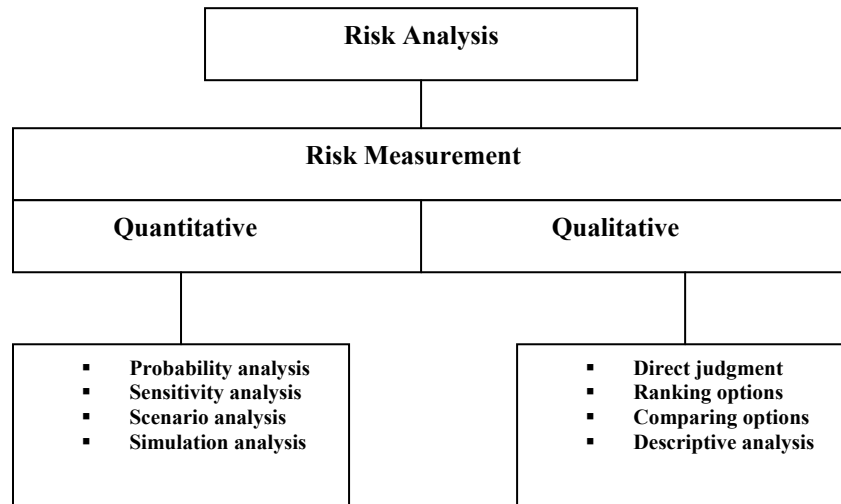 Risk Analysis
Risk Measurement
Quantitative
Qualitative
▪ Probability analysis
▪ Sensitivity analysis
▪ Scenario analysis
▪ Simulation analysis
▪ Direct judgment
▪ Ranking options
▪ Comparing options
▪ Descriptive analysis